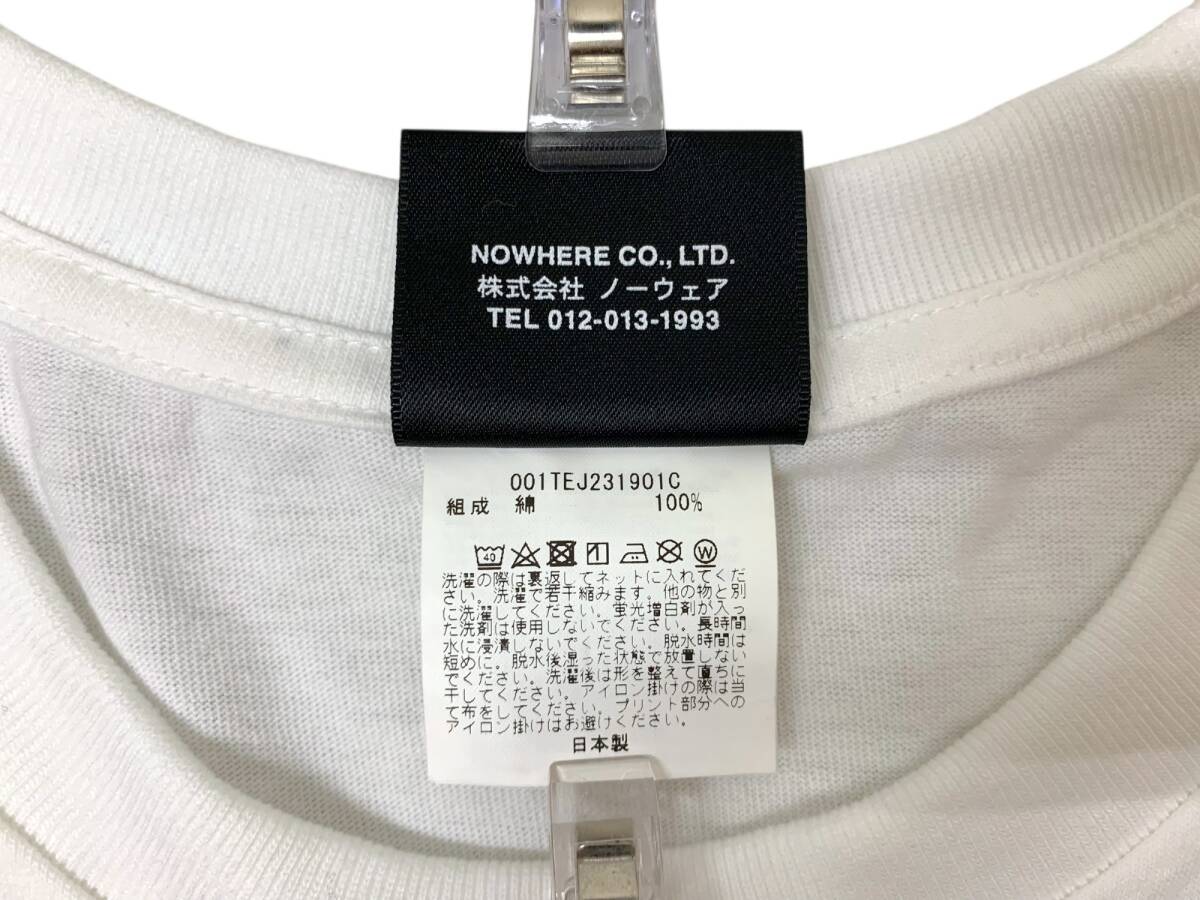 NOWHERE CO., LTD.
株式会社 ノーウェア
TEL 012-013-1993
001TEJ231901C
組成 綿 100%
40 W
洗濯の際は裏返してネットに入れてくだ
さい。洗濯で若干縮みます。他の物と別
に洗濯してください。蛍光増白剤が入っ
た洗剤は使用しないでください。長時間
水に浸漬しないでください。脱水時間は
短めに。脱水後湿った状態で放置しない
でください。洗濯後は形を整えて直ちに
干してください。アイロン掛けの際は当
て布をしてください。プリント部分への
アイロン掛けはお避けください。
日本製